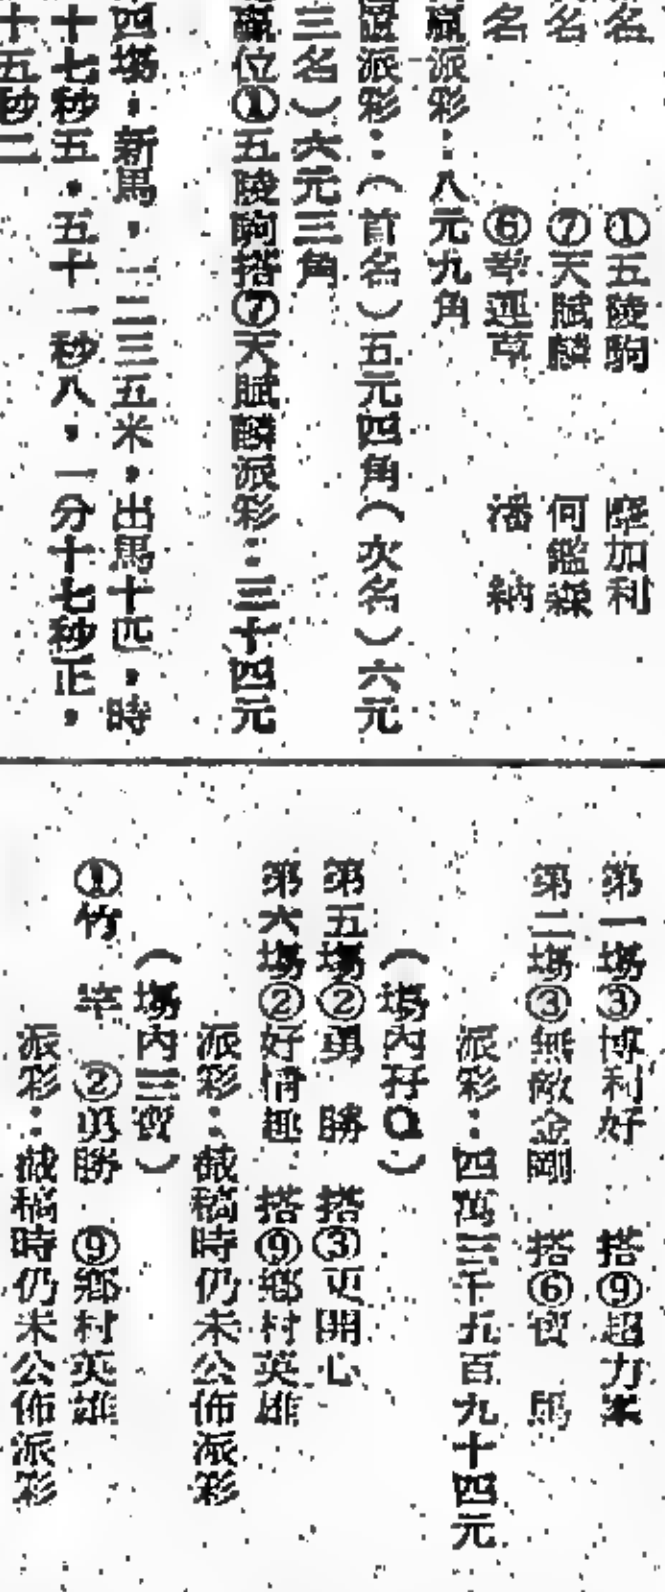 名 ①五陵駒 摩加利
名 ⑦天賦麟 何鑑森
名 ⑥幸運草 潘 納
贏派彩：八元九角
置派彩：（首名）五元四角（次名）六元
三名）六元三角
贏位①五陵駒搭⑦天賦麟派彩：三十四元
四場，新馬，一二三五米，出馬十匹，時
十七秒五，五十一秒八，一分十七秒正，
十五秒二
第一場③博利好 搭⑨超力
第二場③無敵金剛 搭⑥寶 馬
派彩：四萬三千五百九十四元
（場內孖Q）
第五場②勇 勝 搭③更開心
第六場②好情趣 搭⑨鄉村英雄
派彩：截稿時仍未公佈派彩
（場內三寶）
①竹 竿 ②勇勝 ⑨鄉村英雄
派彩：截稿時仍未公佈派彩